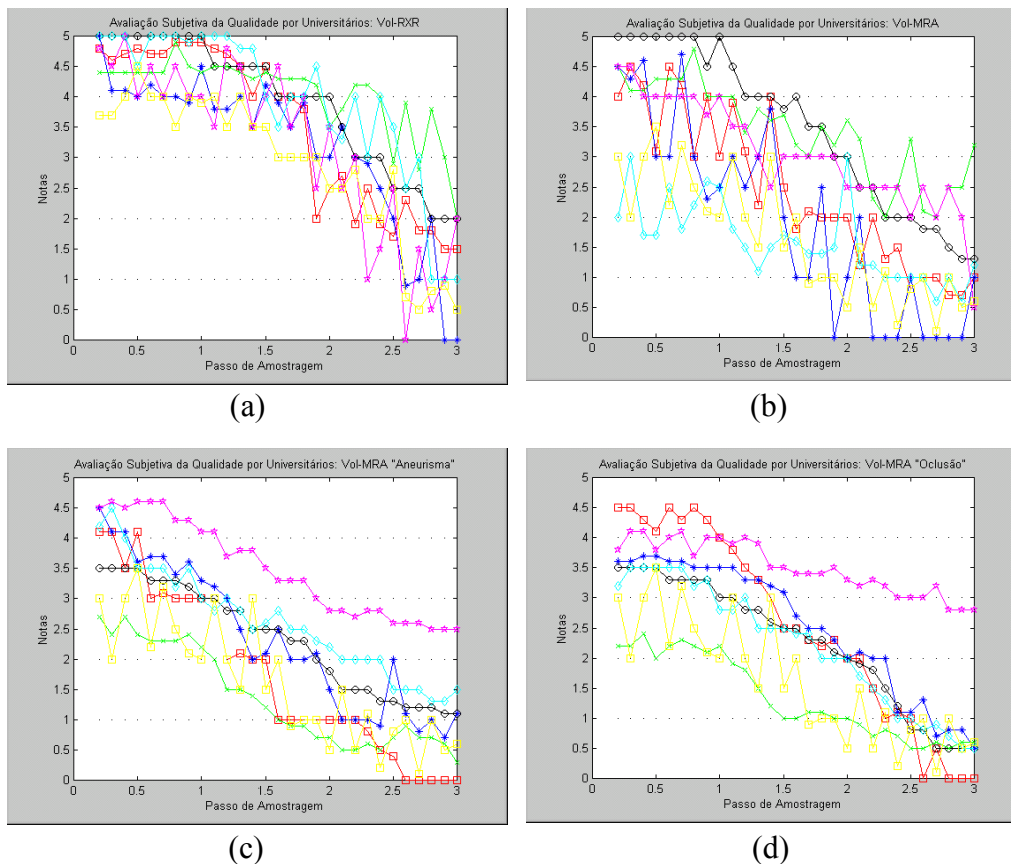 Avaliação Subjetiva da Qualidade por Universitários: Vol-RXR
5
4.5
4
3.5
3
2.5
2
1.5
1
0.5
0
Notas
0 0.5 1 1.5 2 2.5 3
Passo de Amostragem
(a)
Avaliação Subjetiva da Qualidade por Universitários: Vol-MRA
5
4.5
4
3.5
3
2.5
2
1.5
1
0.5
0
Notas
0 0.5 1 1.5 2 2.5 3
Passo de Amostragem
(b)
Avaliação Subjetiva da Qualidade por Universitários: Vol-MRA "Aneurisma"
5
4.5
4
3.5
3
2.5
2
1.5
1
0.5
0
Notas
0 0.5 1 1.5 2 2.5 3
Passo de Amostragem
(c)
Avaliação Subjetiva da Qualidade por Universitários: Vol-MRA "Oclusão"
5
4.5
4
3.5
3
2.5
2
1.5
1
0.5
0
Notas
0 0.5 1 1.5 2 2.5 3
Passo de Amostragem
(d)